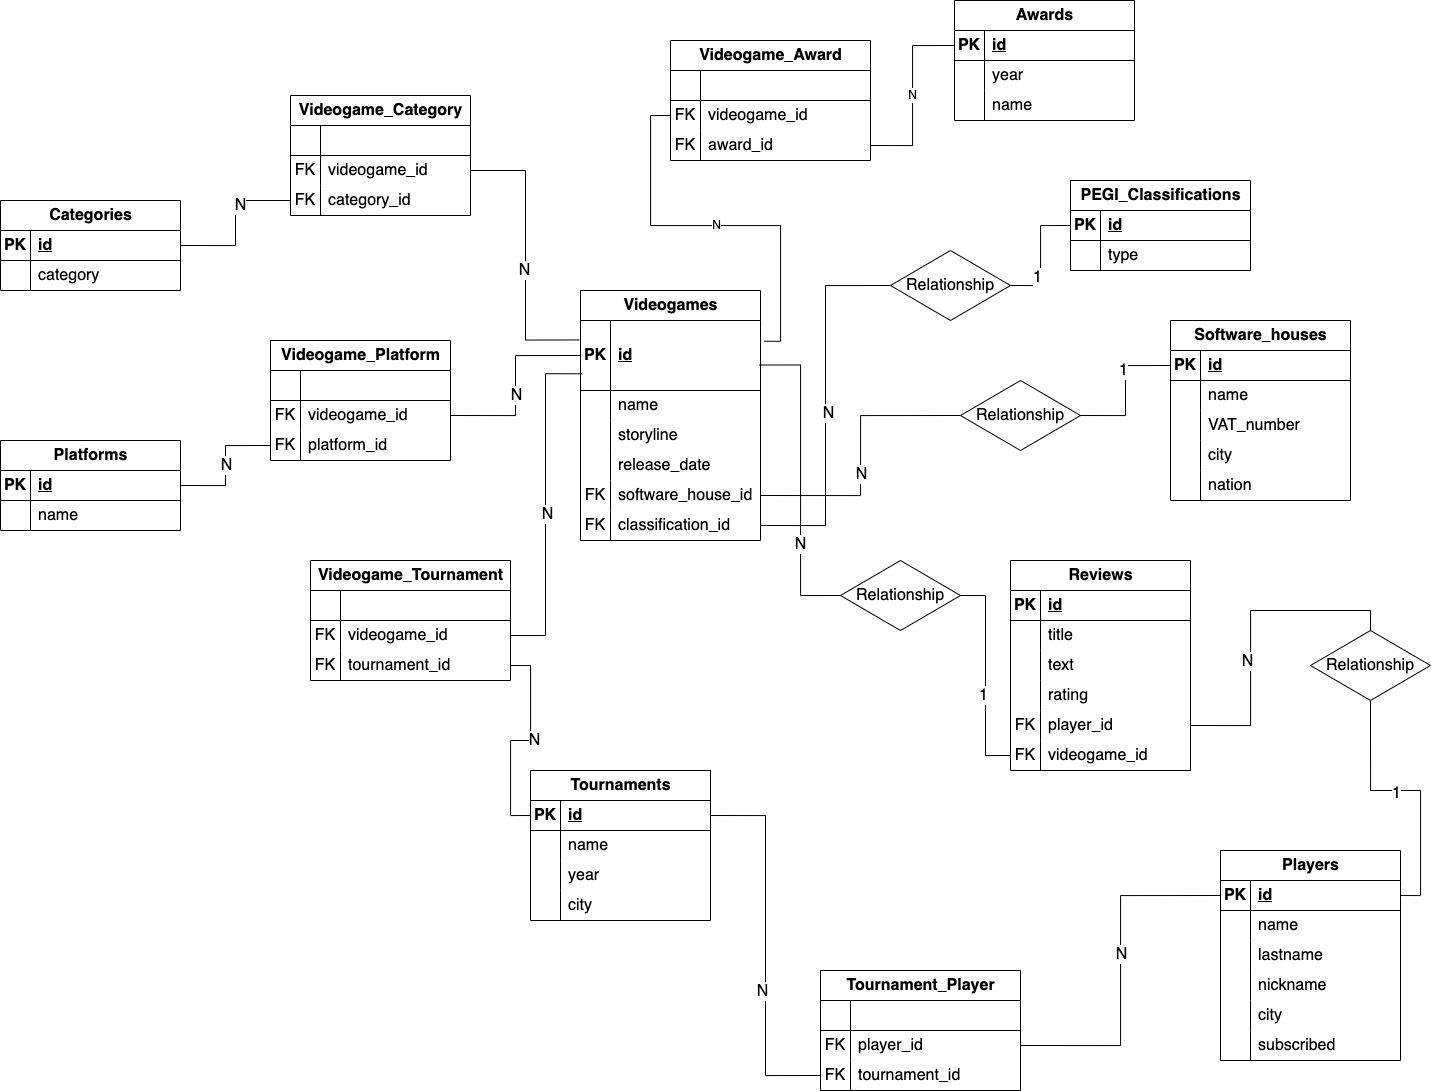 Awards
PK id
year
name
Videogame_Award
FK videogame_id
FK award_id
N
Videogame_Category
FK videogame_id
FK category_id
N
Categories
PK id
category
N
N
PEGI_Classifications
PK id
type
Relationship
1
Videogames
PK id
name
storyline
release_date
FK software_house_id
FK classification_id
Software_houses
PK id
name
VAT_number
city
nation
Relationship
1
N
N
Videogame_Platform
FK videogame_id
FK platform_id
N
Platforms
PK id
name
N
N
N
Videogame_Tournament
FK videogame_id
FK tournament_id
N
Relationship
1
Reviews
PK id
title
text
rating
FK player_id
FK videogame_id
N
Relationship
1
Tournaments
PK id
name
year
city
N
Players
PK id
name
lastname
nickname
city
subscribed
N
Tournament_Player
FK player_id
FK tournament_id